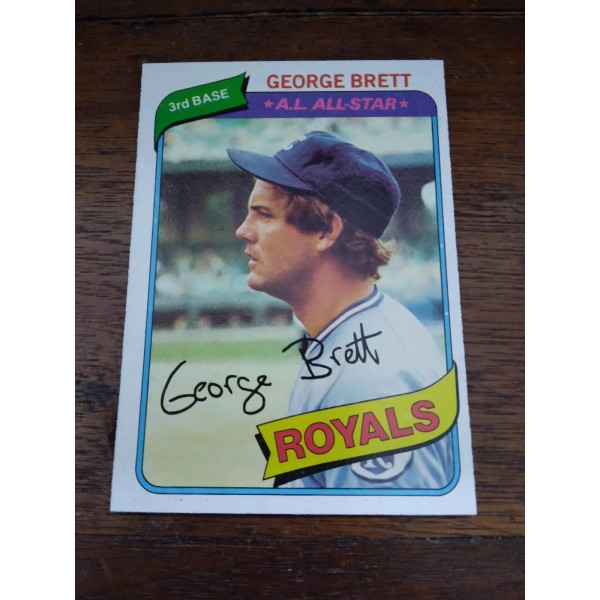 3rd BASE
GEORGE BRETT
★ A.L. ALL-STAR ★
George Brett
ROYALS